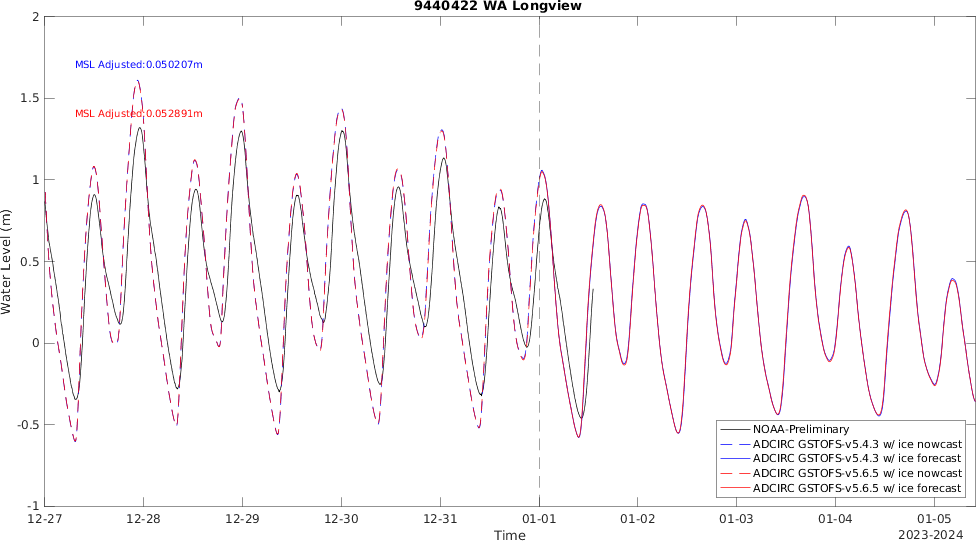 9440422 WA Longview
2
1.5
1
0.5
0
-0.5
-1
Water Level (m)
MSL Adjusted:0.050207m
MSL Adjusted:0.052891m
NOAA-Preliminary
ADCIRC GSTOFS-v5.4.3 w/ ice nowcast
ADCIRC GSTOFS-v5.4.3 w/ ice forecast
ADCIRC GSTOFS-v5.6.5 w/ ice nowcast
ADCIRC GSTOFS-v5.6.5 w/ ice forecast
12-27 12-28 12-29 12-30 12-31 01-01 01-02 01-03 01-04 01-05
Time
2023-2024